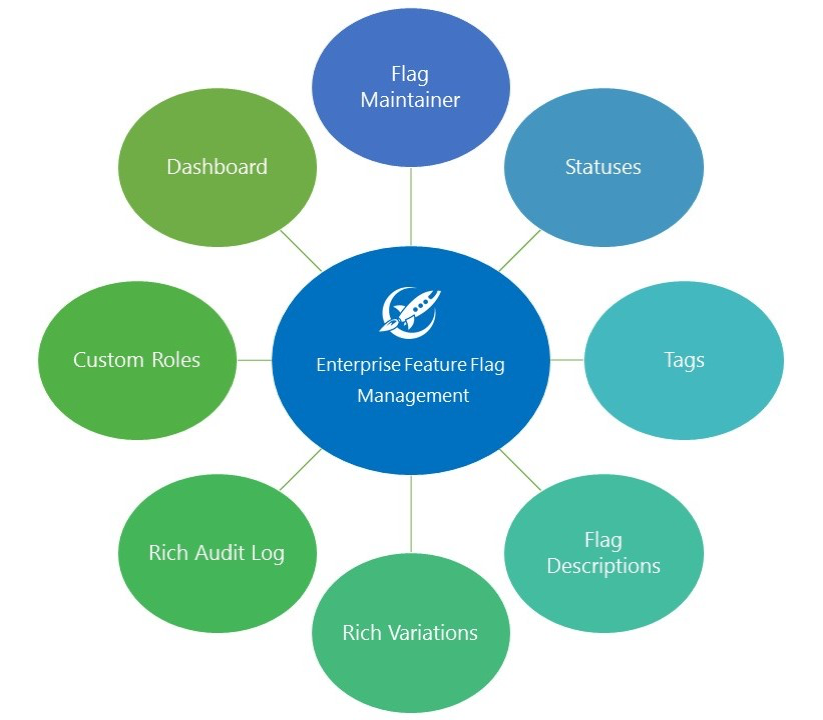 Flag
Maintainer
Dashboard
Statuses
Enterprise Feature Flag
Management
Custom Roles
Tags
Rich Audit Log
Flag
Descriptions
Rich Variations